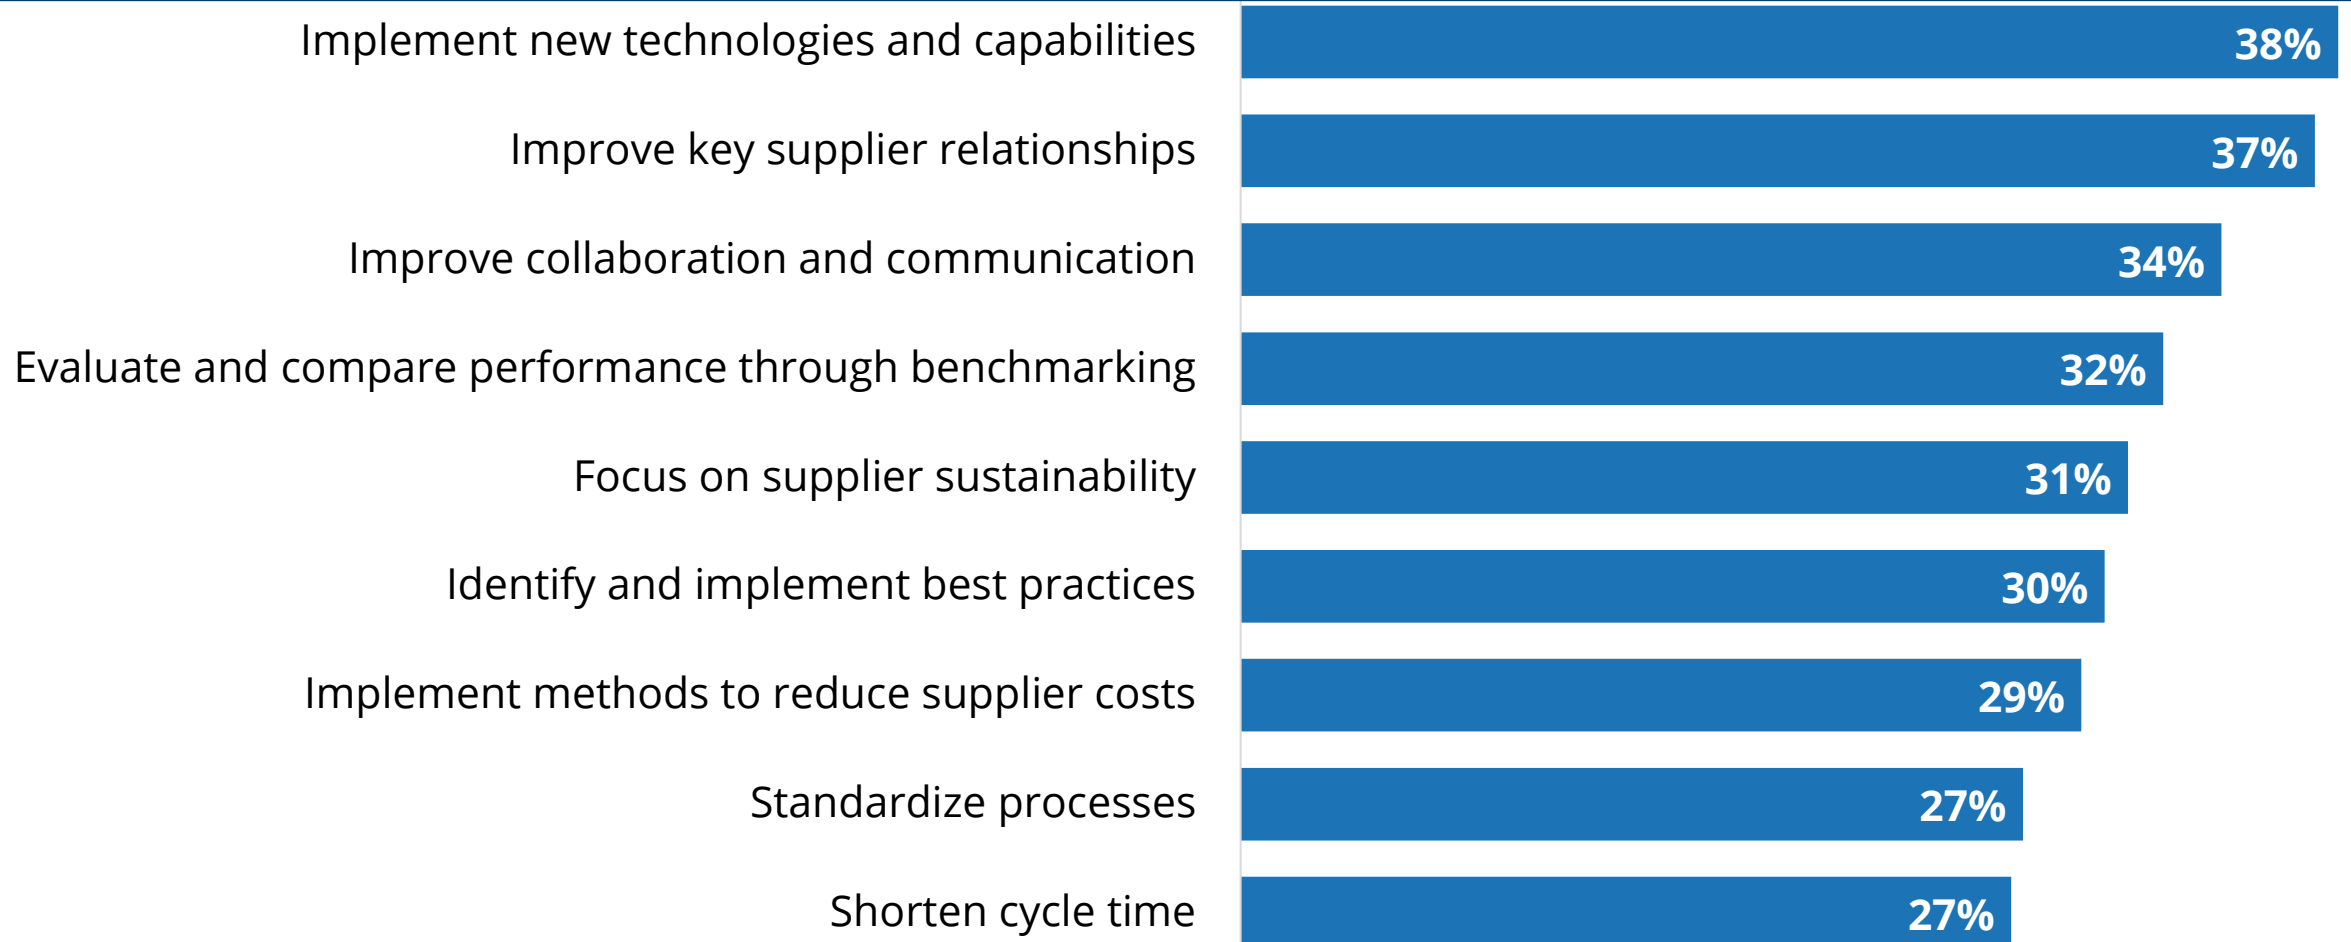 Implement new technologies and capabilities 38%
Improve key supplier relationships 37%
Improve collaboration and communication 34%
Evaluate and compare performance through benchmarking 32%
Focus on supplier sustainability 31%
Identify and implement best practices 30%
Implement methods to reduce supplier costs 29%
Standardize processes 27%
Shorten cycle time 27%